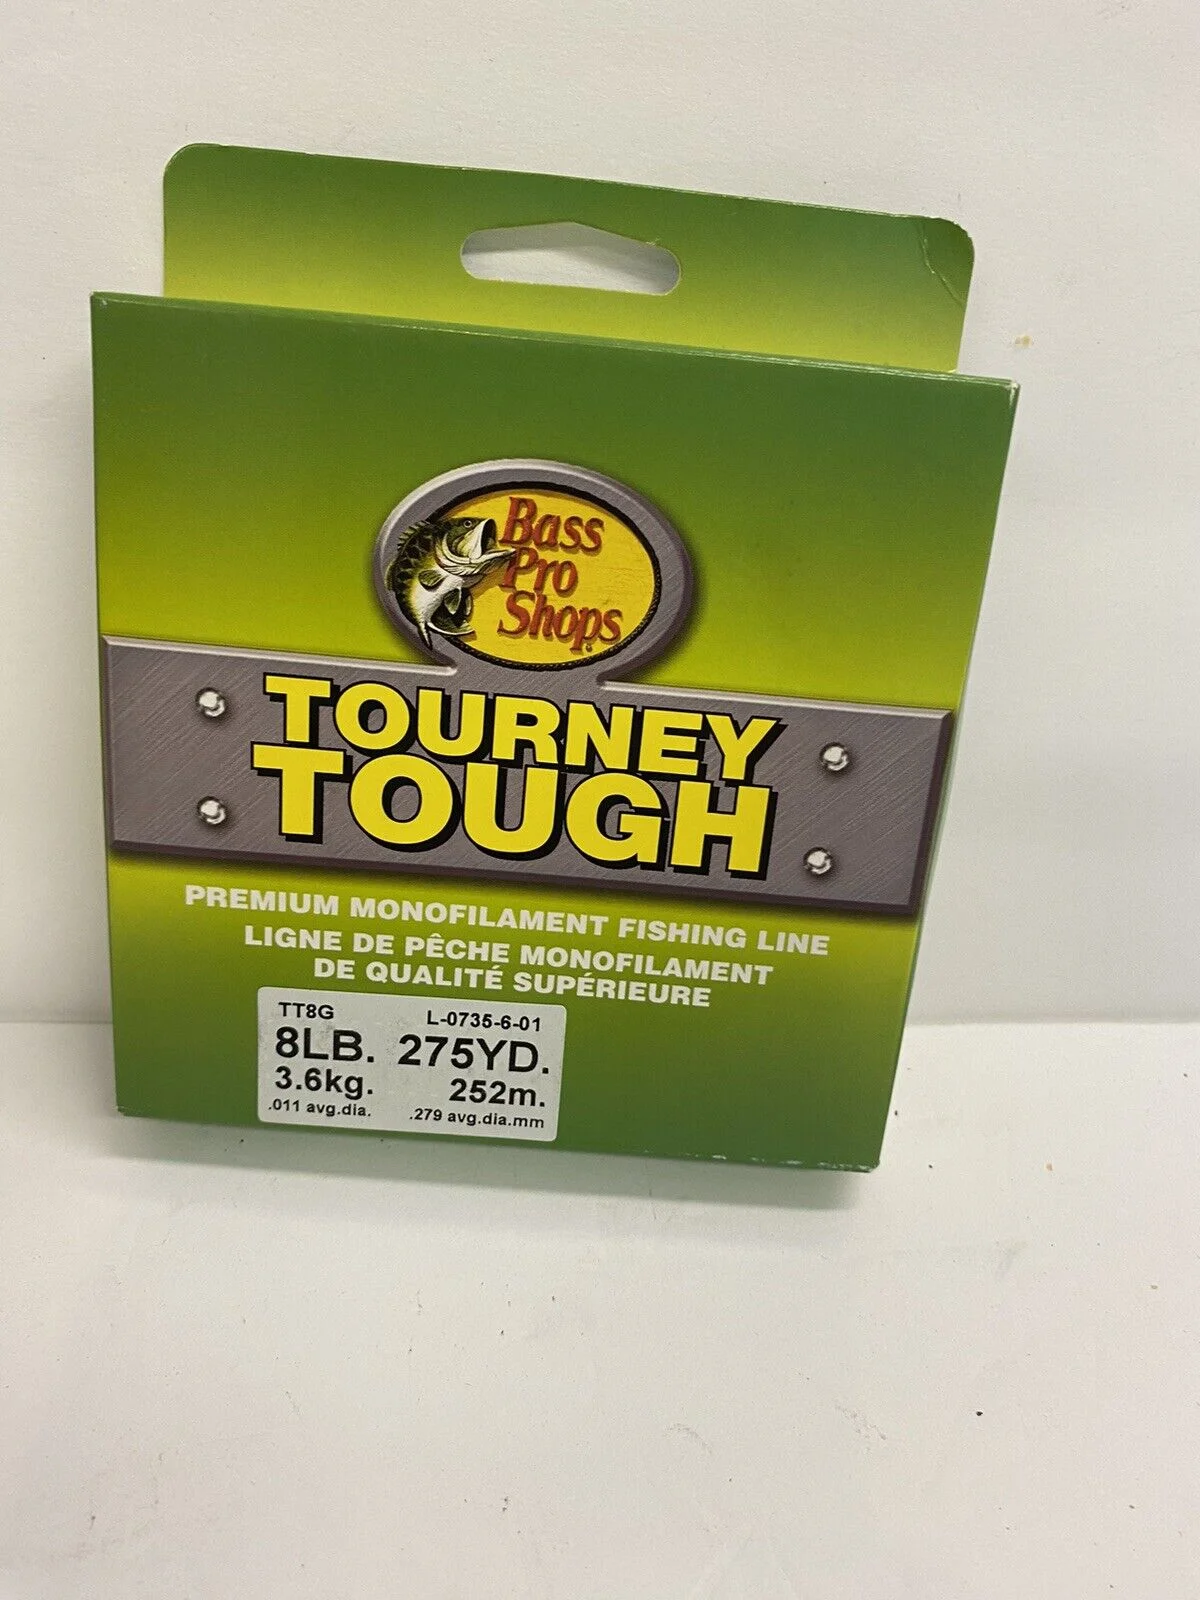 Bass
Pro
Shops
TOURNEY
TOUGH
PREMIUM MONOFILAMENT FISHING LINE
LIGNE DE PÊCHE MONOFILAMENT
DE QUALITÉ SUPÉRIEURE
TT8G L-0735-6-01
8LB. 275YD.
3.6kg. 252m.
.011 avg.dia. .279 avg.dia.mm